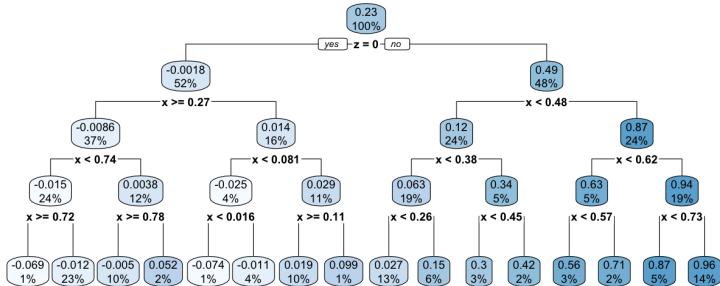 0.23
100%
yes z = 0 no
-0.0018 0.49
52% 48%
x >= 0.27 x < 0.48
-0.0086 0.014 0.12 0.87
37% 16% 24% 24%
x < 0.74 x < 0.081 x < 0.38 x < 0.62
-0.015 0.0038 -0.025 0.029 0.063 0.34 0.63 0.94
24% 12% 4% 11% 19% 5% 5% 19%
x >= 0.72 x >= 0.78 x < 0.016 x >= 0.11 x < 0.26 x < 0.45 x < 0.57 x < 0.73
-0.069 -0.012 -0.005 0.052 -0.074 -0.011 0.019 0.099 0.027 0.15 0.3 0.42 0.56 0.71 0.87 0.96
1% 23% 10% 2% 1% 4% 10% 1% 13% 6% 3% 2% 3% 2% 5% 14%